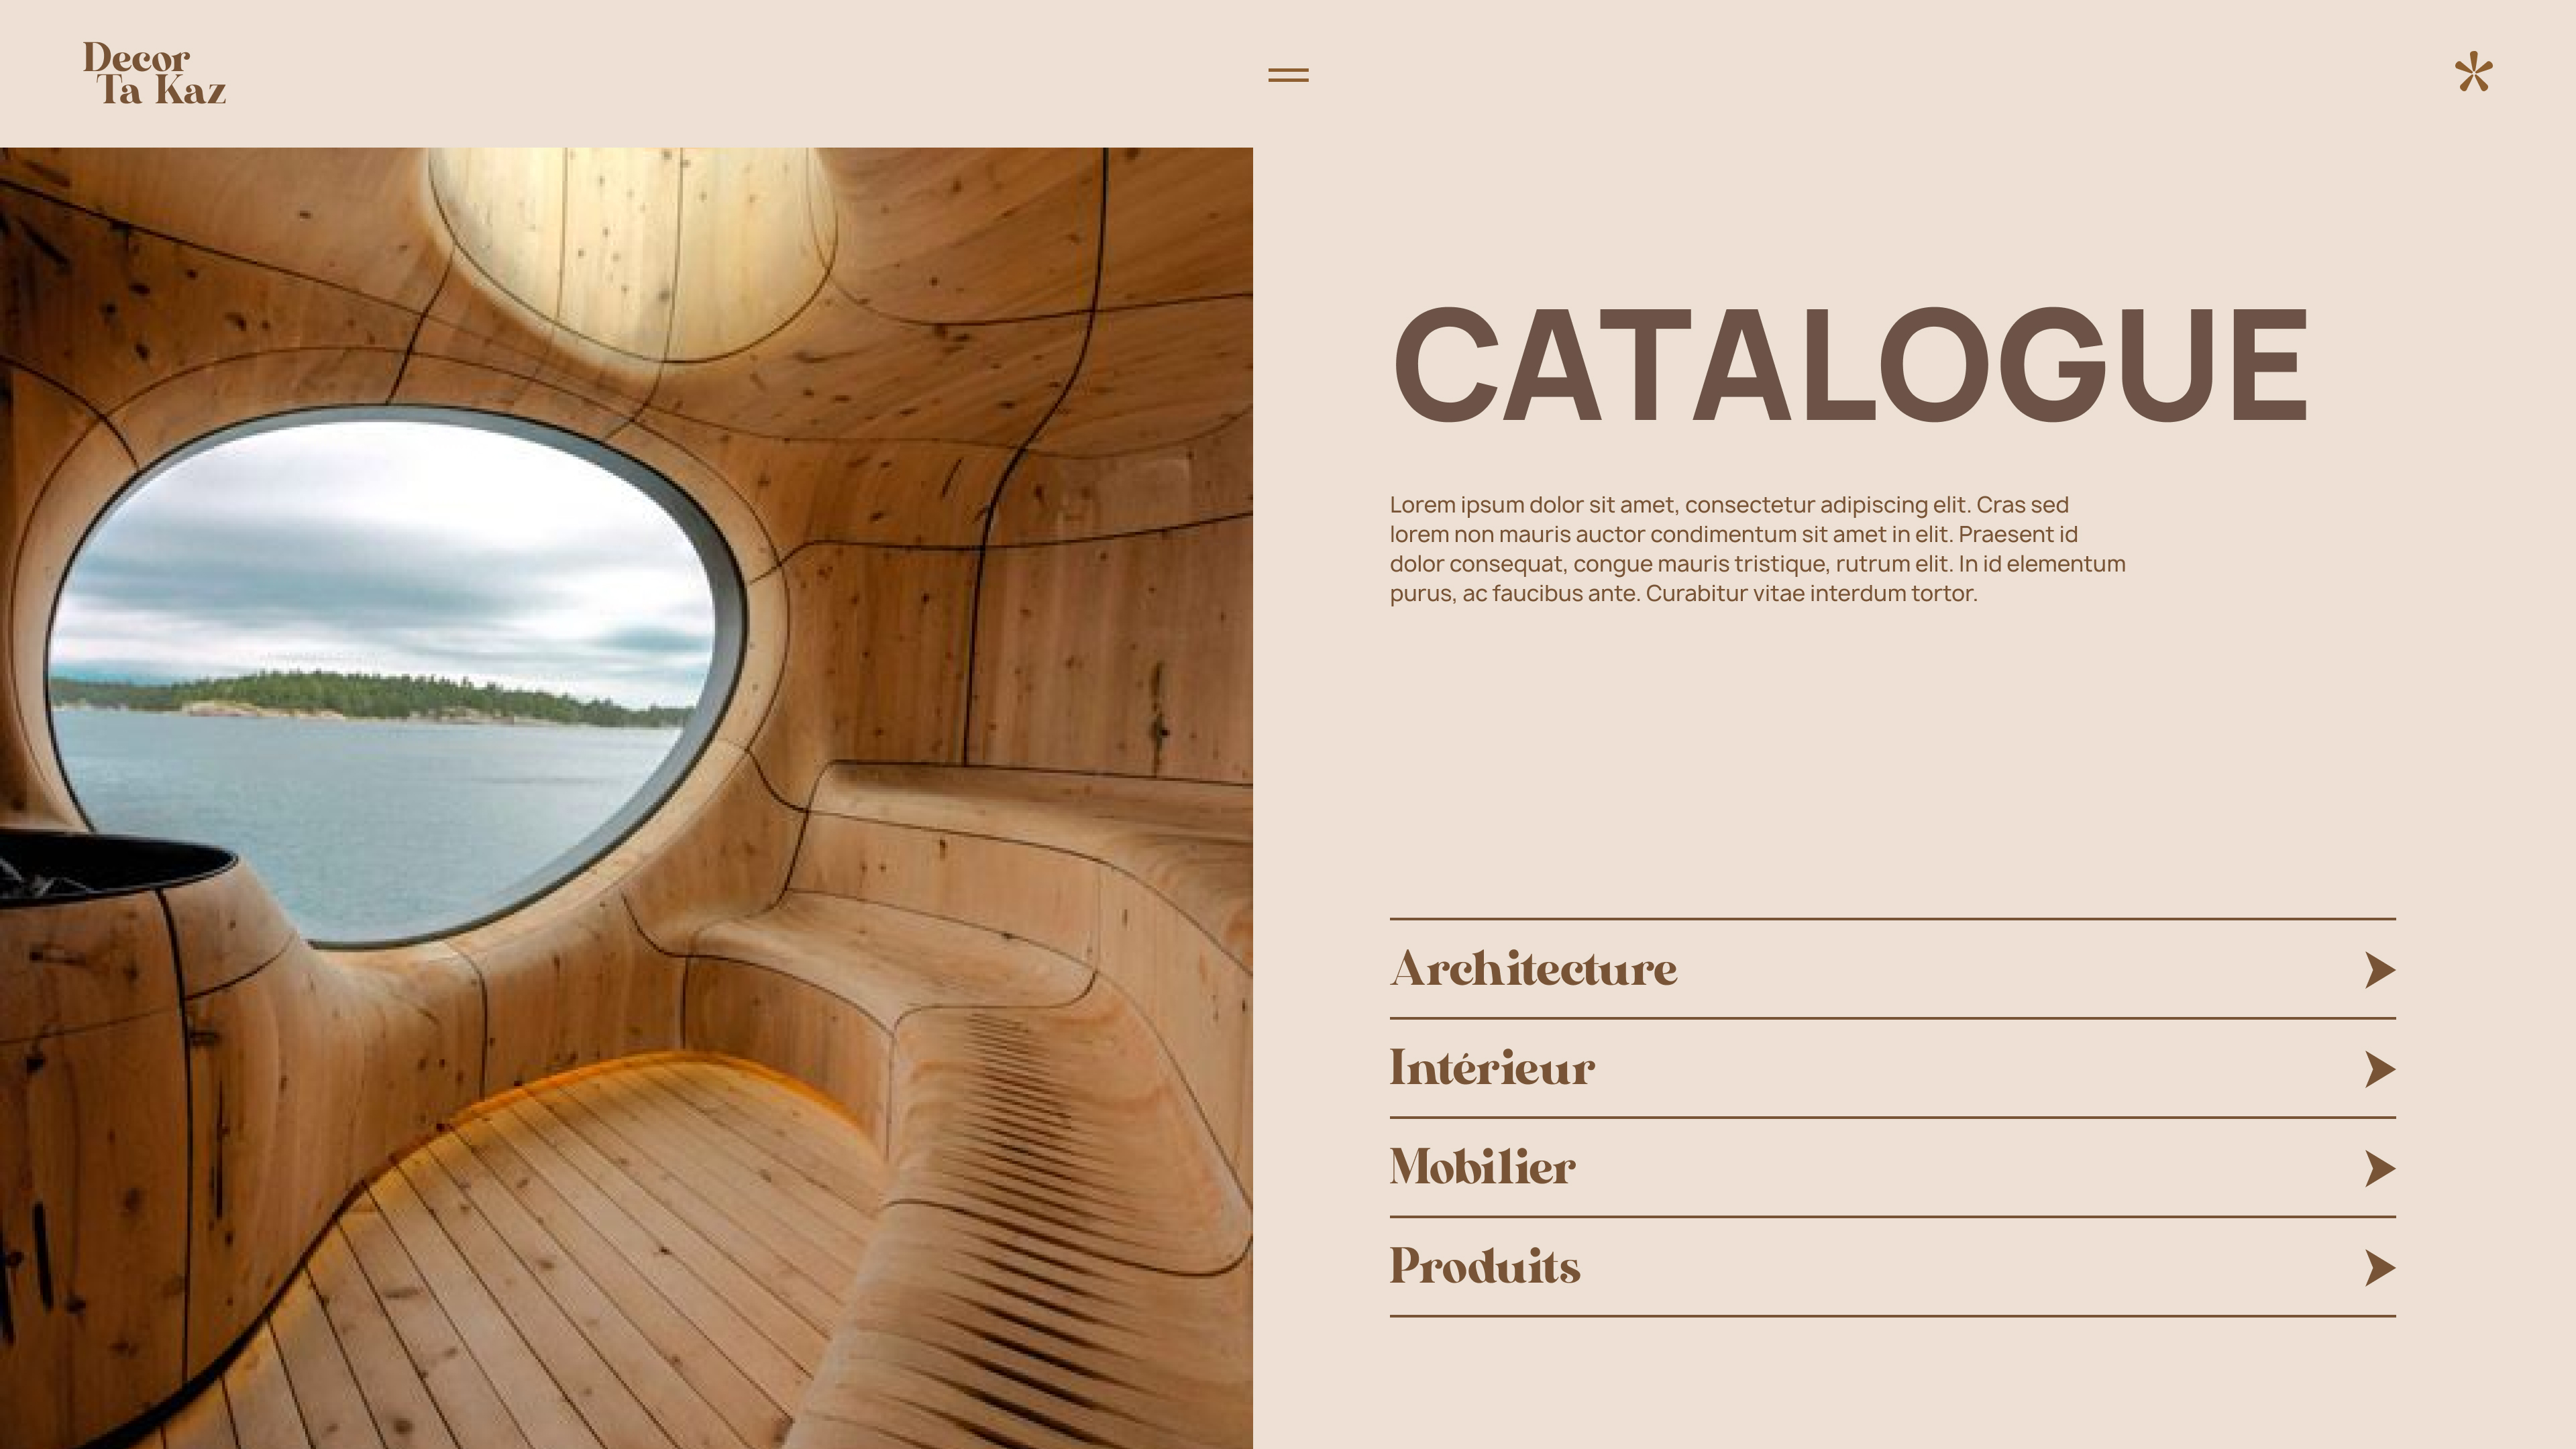 Decor
Ta Kaz
CATALOGUE
Lorem ipsum dolor sit amet, consectetur adipiscing elit. Cras sed
lorem non mauris auctor condimentum sit amet in elit. Praesent id
dolor consequat, congue mauris tristique, rutrum elit. In id elementum
purus, ac faucibus ante. Curabitur vitae interdum tortor.
Architecture
Intérieur
Mobilier
Produits